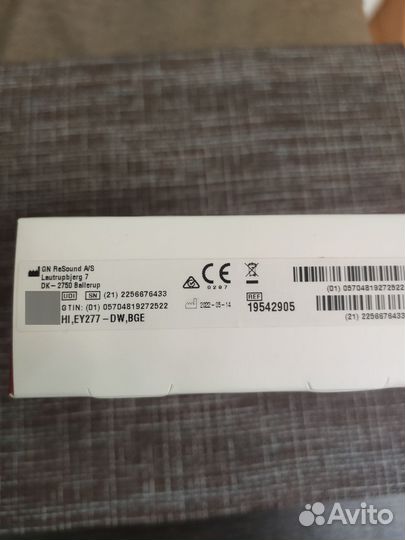 GN ReSound A/S
Lautrupbjerg 7
DK-2750 Ballerup
UDI SN (21) 2256676433
GTIN: (01) 05704819272522
HI,EY277-DW,BGE
CE
0297
2022-05-14
REF
19542905
(01) 05704819272522
(21) 2256676433
Avito